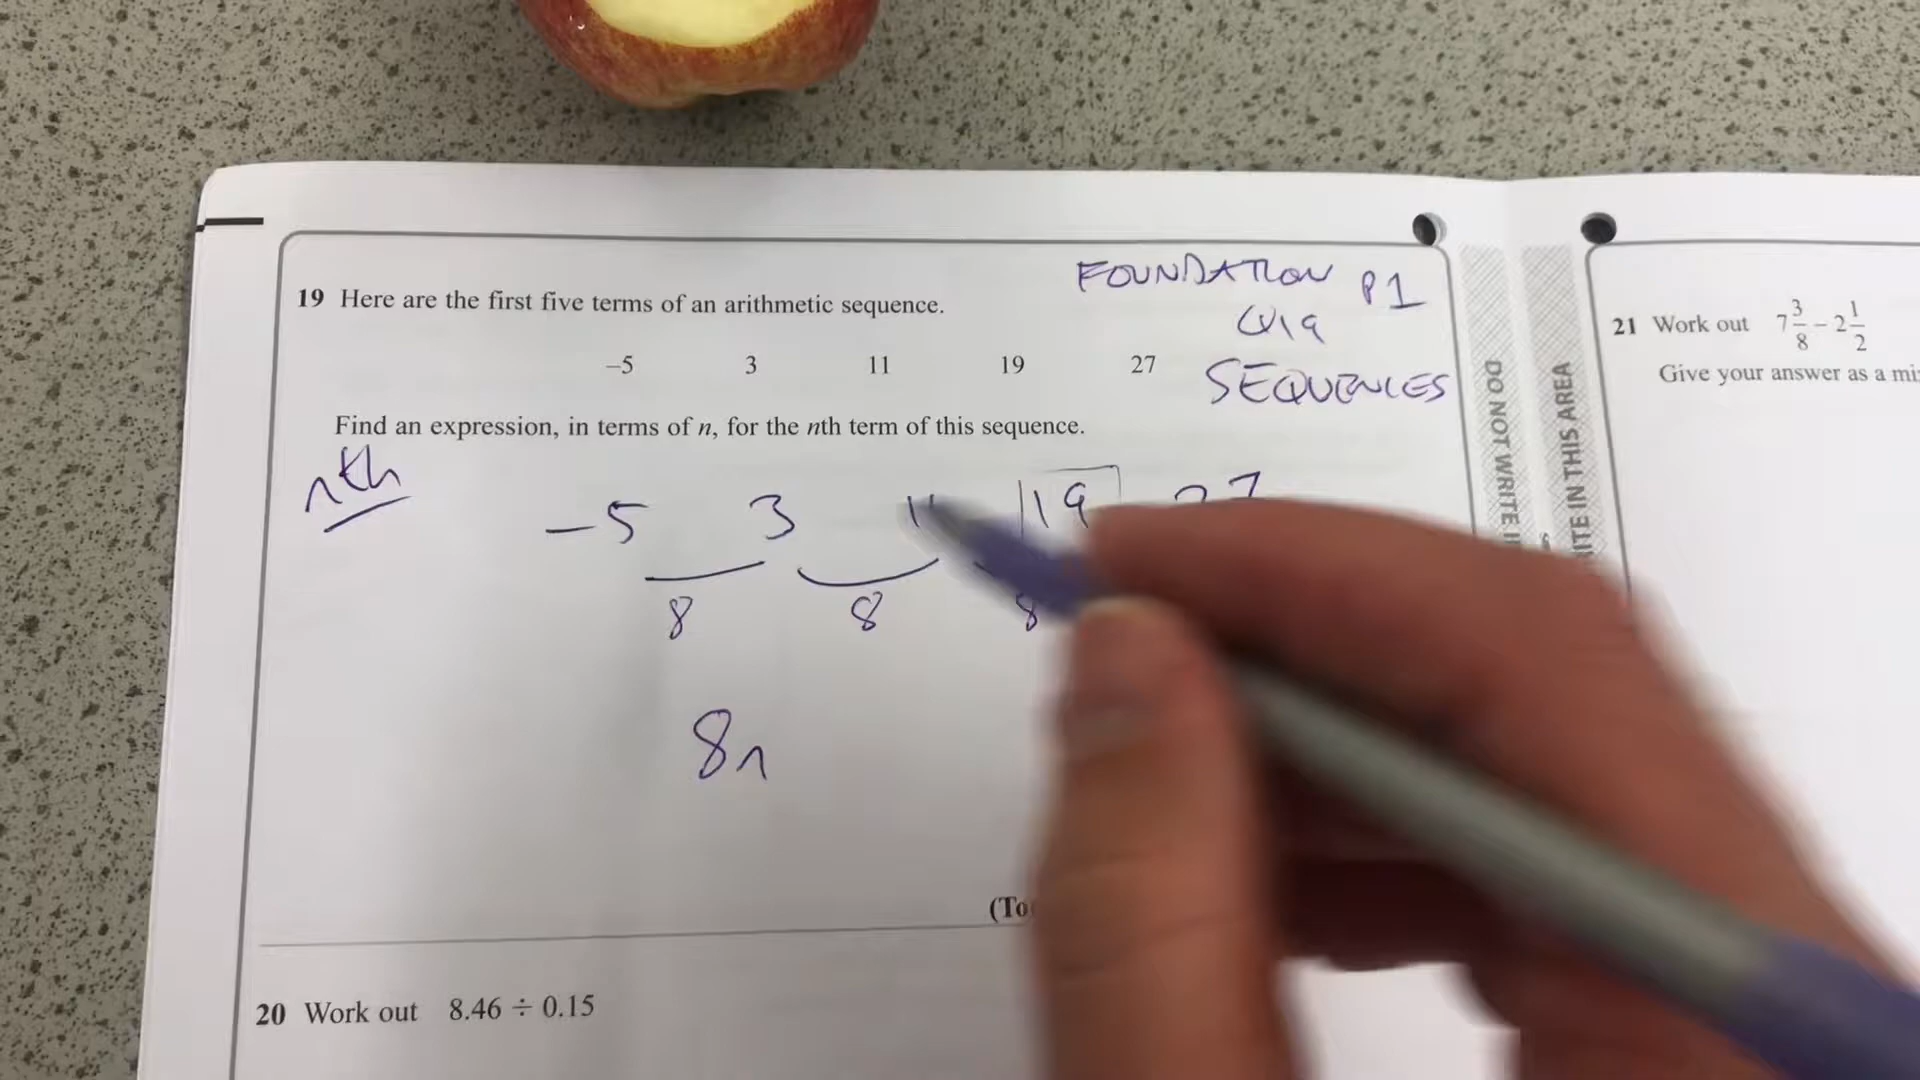 FOUNDATION P1
Q19
SEQUENCES
19 Here are the first five terms of an arithmetic sequence.
–5 3 11 19 27
Find an expression, in terms of n, for the nth term of this sequence.
nth
–5 3 11 19 27
8 8 8
8n
20 Work out 8.46 ÷ 0.15
DO NOT WRITE
ITE IN THIS AREA
21 Work out 7 3/8 – 2 1/2
Give your answer as a